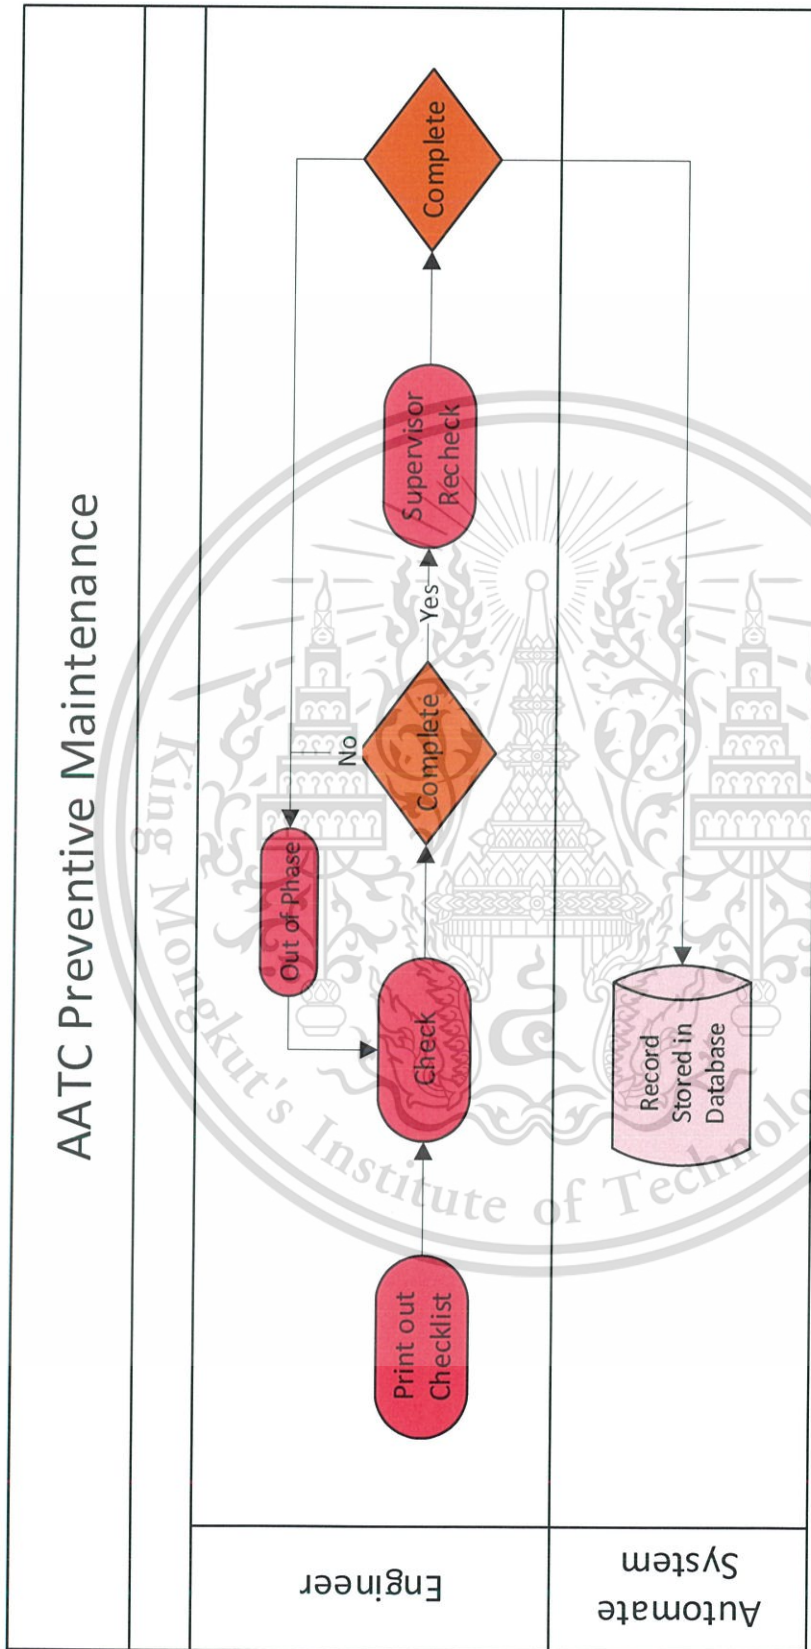 AATC Preventive Maintenance
Engineer
Print out
Checklist
Check
Out of Phase
Complete
No
Yes
Supervisor
Recheck
Complete
Automate
System
Record
Stored in
Database
King Mongkut's Institute of Technolo